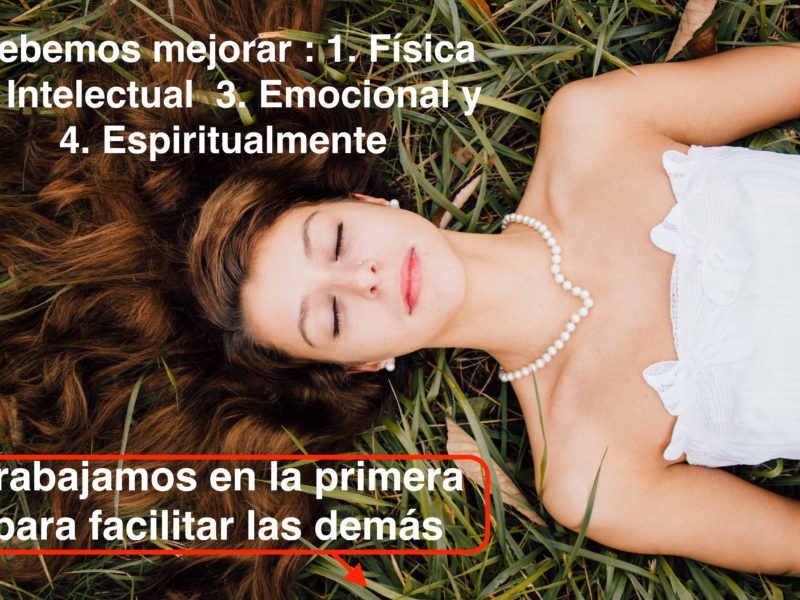 ebemos mejorar : 1. Física
Intelectual 3. Emocional y
4. Espiritualmente
rabajamos en la primera
para facilitar las demás